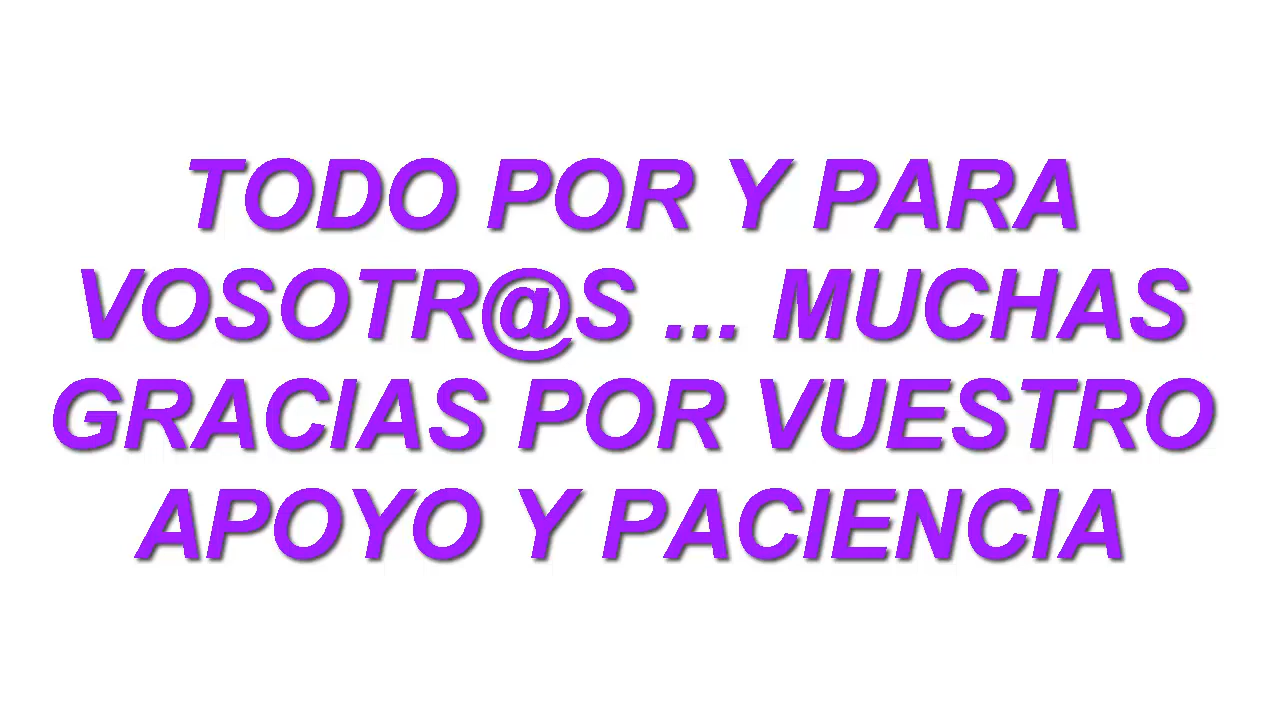 TODO POR Y PARA
VOSOTR@S ... MUCHAS
GRACIAS POR VUESTRO
APOYO Y PACIENCIA